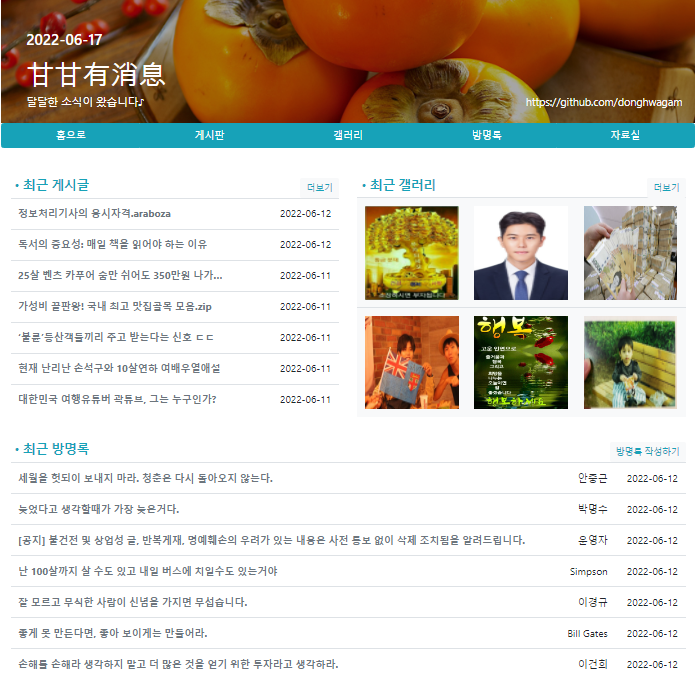 2022-06-17
甘甘有消息
달달한 소식이 왔습니다♪
https://github.com/donghwagam
홈으로 게시판 갤러리 방명록 자료실
• 최근 게시글 더보기
정보처리기사의 응시자격.araboza 2022-06-12
독서의 중요성: 매일 책을 읽어야 하는 이유 2022-06-12
25살 벤츠 카푸어 숨만 쉬어도 350만원 나가... 2022-06-11
가성비 끝판왕! 국내 최고 맛집골목 모음.zip 2022-06-11
'불륜'등산객들끼리 주고 받는다는 신호 ㄷㄷ 2022-06-11
현재 난리난 손석구와 10살연하 여배우열애설 2022-06-11
대한민국 여행유튜버 곽튜브, 그는 누구인가? 2022-06-11
• 최근 갤러리 더보기
행복
고운 인연으로
• 최근 방명록 방명록 작성하기
세월을 헛되이 보내지 마라, 청춘은 다시 돌아오지 않는다. 안중근 2022-06-12
늦었다고 생각할때가 가장 늦은거다. 박명수 2022-06-12
[공지] 불건전 및 상업성 글, 반복게재, 명예훼손의 우려가 있는 내용은 사전 통보 없이 삭제 조치됨을 알려드립니다. 운영자 2022-06-12
난 100살까지 살 수도 있고 내일 버스에 치일수도 있는거야 Simpson 2022-06-12
잘 모르고 무식한 사람이 신념을 가지면 무섭습니다. 이경규 2022-06-12
좋게 못 만든다면, 좋아 보이게는 만들어라. Bill Gates 2022-06-12
손해를 손해라 생각하지 말고 더 많은 것을 얻기 위한 투자라고 생각하라. 이건희 2022-06-12